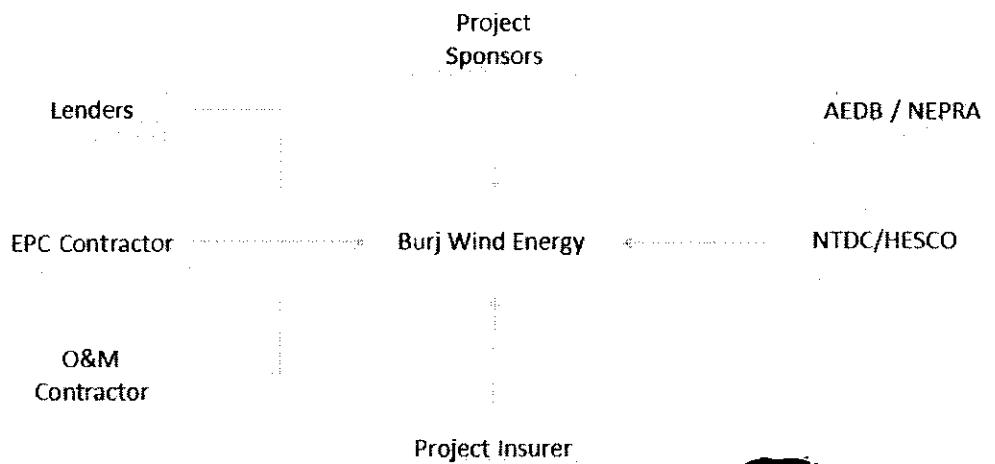 Project
Sponsors
Lenders
AEDB / NEPRA
EPC Contractor
Burj Wind Energy
NTDC/HESCO
O&M
Contractor
Project Insurer